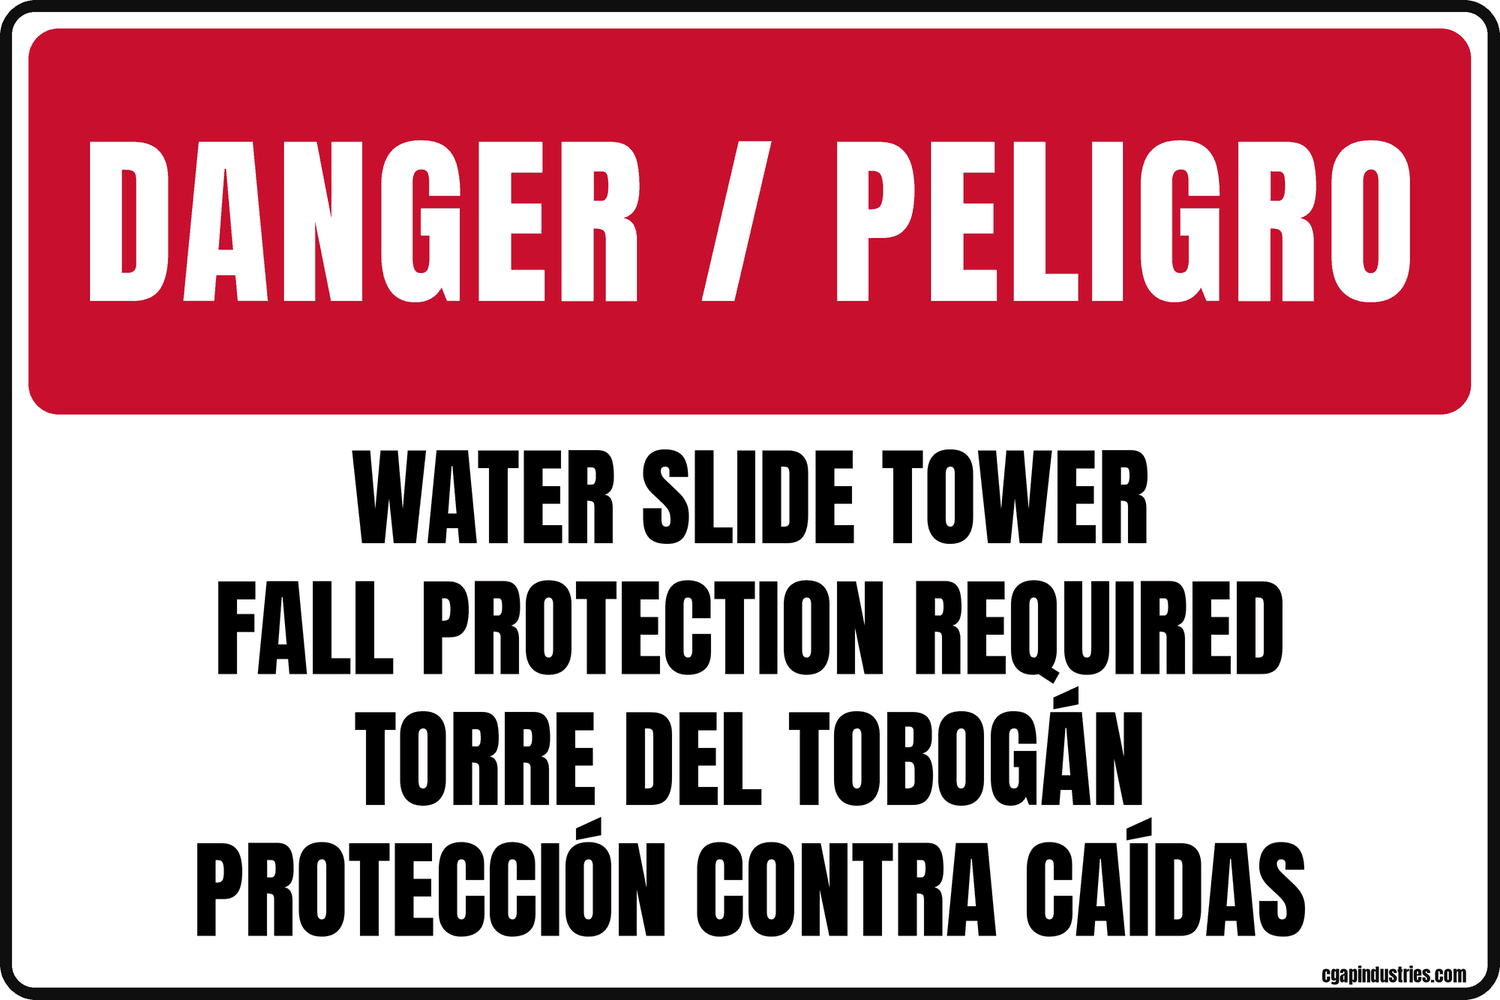 DANGER / PELIGRO
WATER SLIDE TOWER
FALL PROTECTION REQUIRED
TORRE DEL TOBOGÁN
PROTECCIÓN CONTRA CAÍDAS
cgapindustries.com